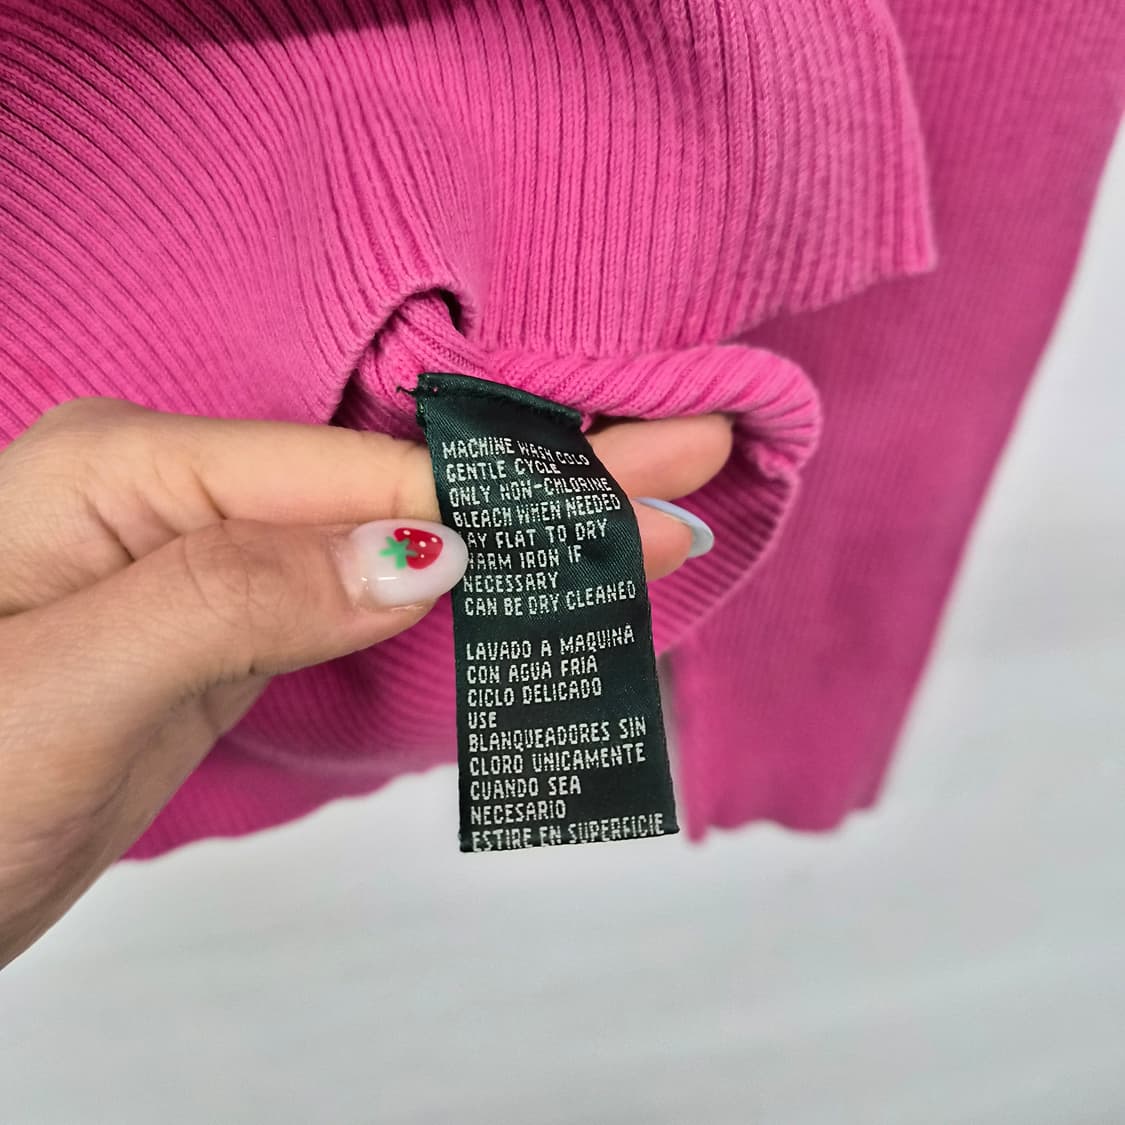 MACHINE WASH COLD
GENTLE CYCLE
ONLY NON-CHLORINE
BLEACH WHEN NEEDED
AY FLAT TO DRY
ARM IRON IF
NECESSARY
CAN BE DRY CLEANED
LAVADO A MAQUINA
CON AGUA FRIA
CICLO DELICADO
USE
BLANQUEADORES SIN
CLORO UNICAMENTE
CUANDO SEA
NECESARIO
ESTIRE EN SUPERFICIE